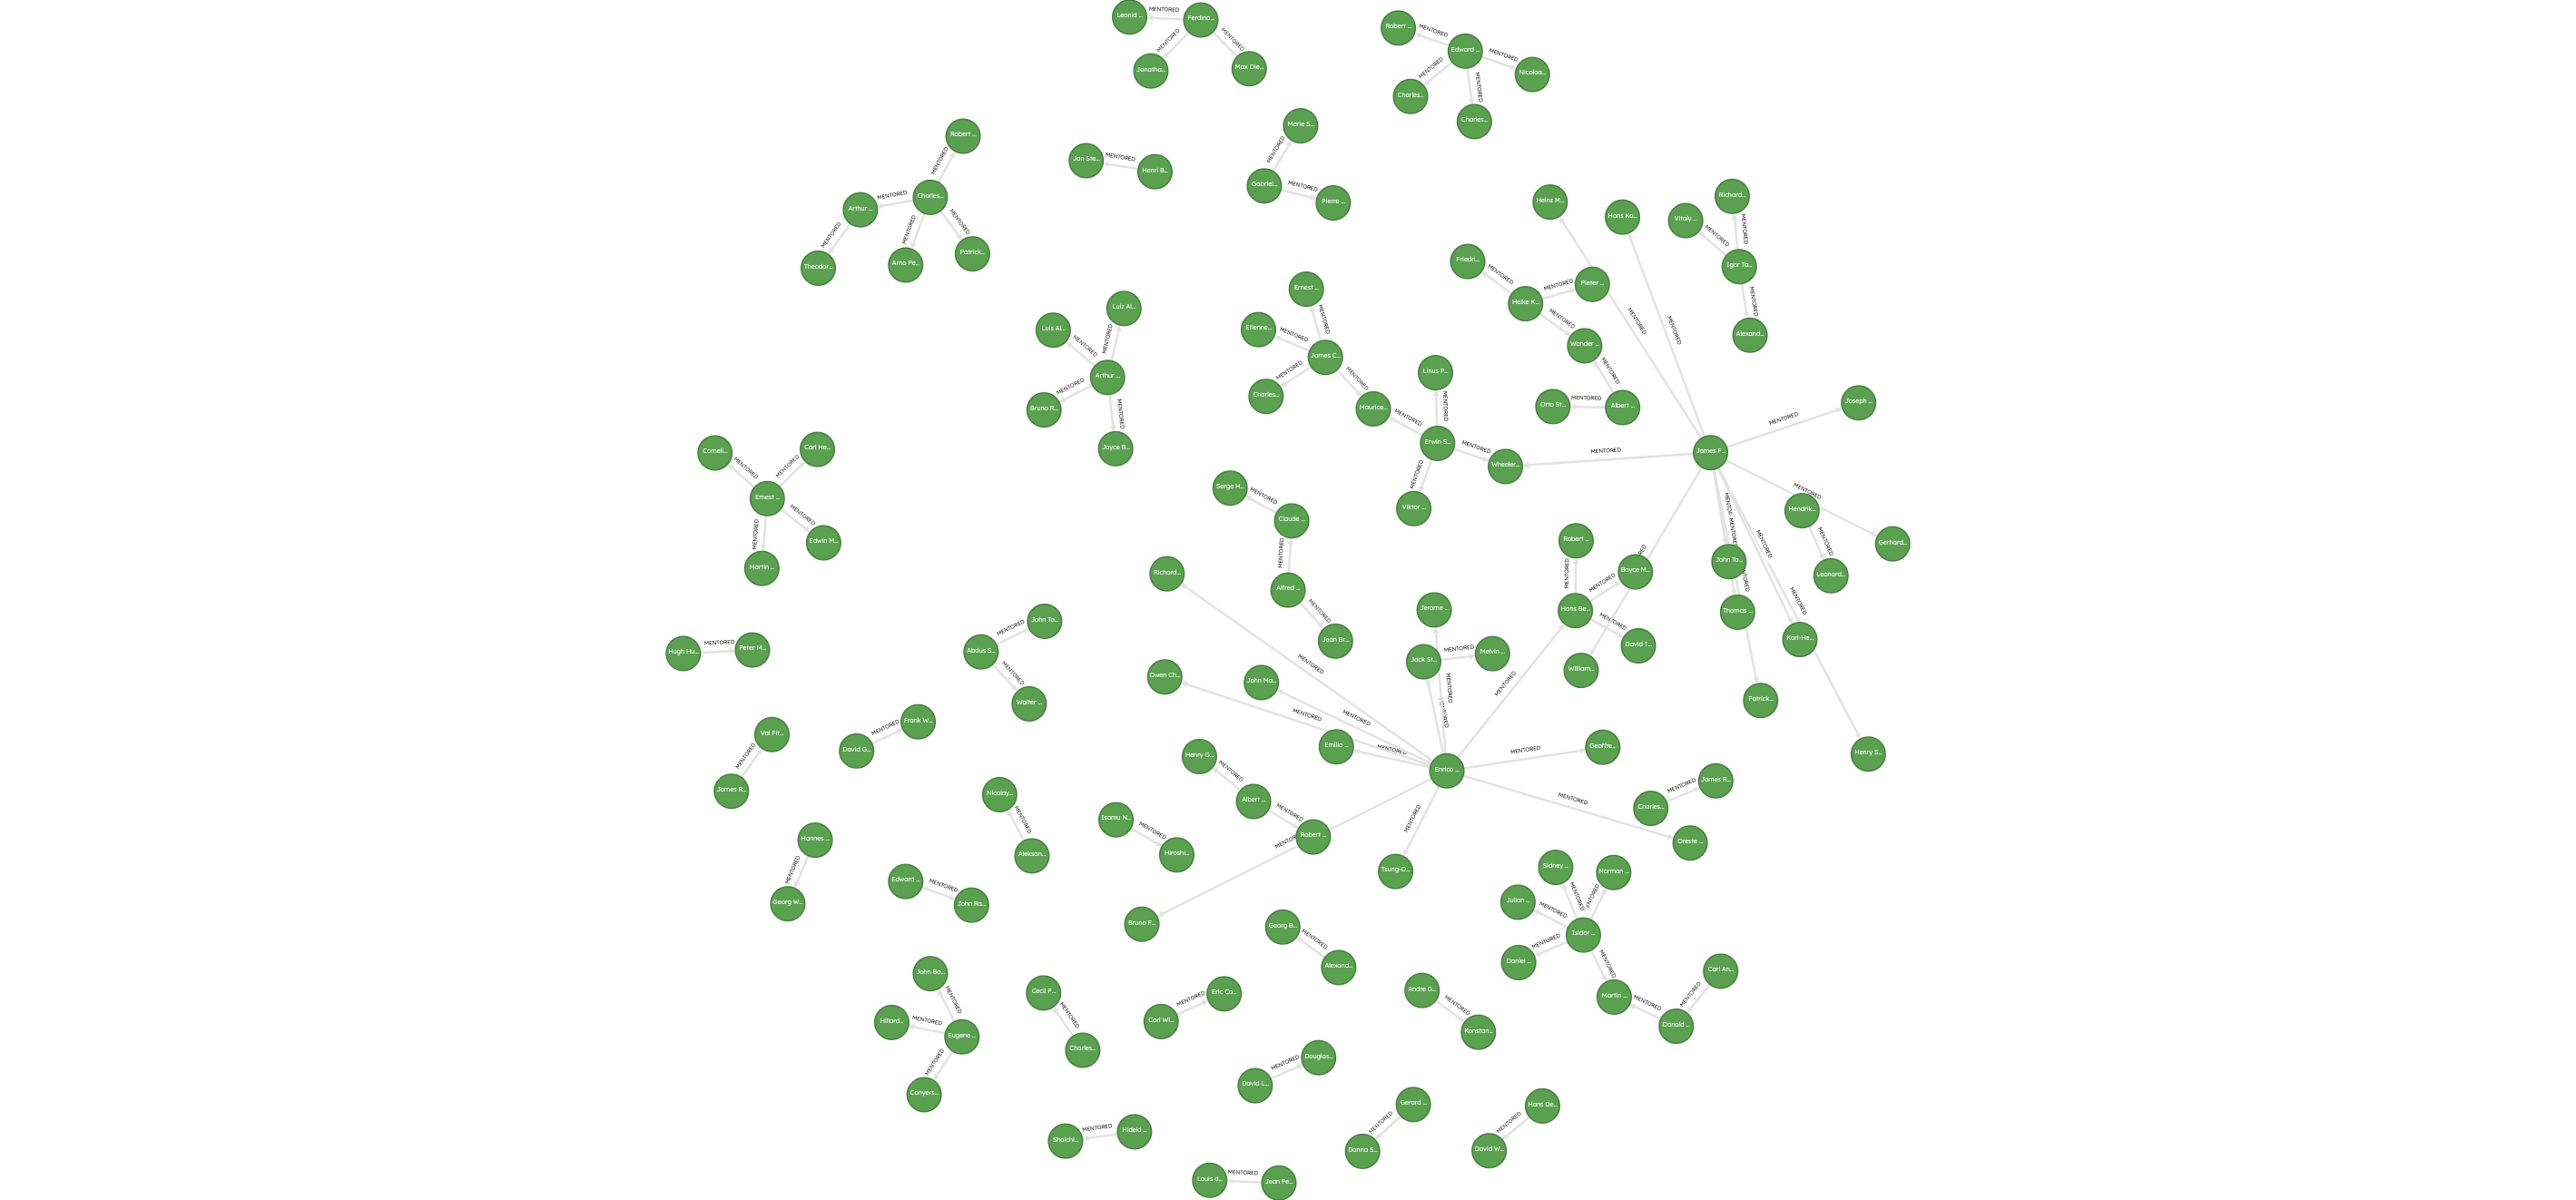 Leonid ...
MENTORED
Ferdina...
MENTORED
MENTORED
Jonatha...
Max Die...
Robert ...
MENTORED
Edward ...
MENTORED
Nicolaa...
MENTORED
MENTORED
Charles...
Charles...
Robert ...
MENTORED
Arthur ...
MENTORED
Charles...
MENTORED
MENTORED
MENTORED
Theodor...
Arno Pe...
Patrick...
Jan Ste...
MENTORED
Henri B...
Marie S...
MENTORED
Gabriel...
MENTORED
Pierre ...
Heinz M...
Hans Ko...
Vitaly ...
Richard...
MENTORED
MENTORED
Igor Ta...
MENTORED
Alexand...
Friedri...
MENTORED
Heike K...
MENTORED
Pieter ...
MENTORED
Wander ...
MENTORED
Otto St...
MENTORED
Albert ...
MENTORED
MENTORED
Luis Al...
Luiz Al...
MENTORED
MENTORED
Arthur ...
MENTORED
MENTORED
Bruno R...
Joyce B...
Ernest ...
Etienne...
MENTORED
MENTORED
James C...
MENTORED
MENTORED
Charles...
Maurice...
MENTORED
Linus P...
MENTORED
Erwin S...
MENTORED
Wheeler...
MENTORED
MENTORED
Viktor ...
James F...
MENTORED
Joseph ...
Corneli...
Carl He...
MENTORED
MENTORED
Ernest ...
MENTORED
MENTORED
Martin ...
Edwin M...
Serge H...
MENTORED
Claude ...
MENTORED
Alfred ...
MENTORED
Jean Br...
MENTORED
Hendrik...
MENTORED
Gerhard...
Leonard...
MENTORED
MENTORED
John Ta...
Thomas ...
MENTORED
Karl-He...
Patrick...
Henry S...
Robert ...
MENTORED
Boyce M...
MENTORED
Hans Be...
MENTORED
David T...
William...
Richard...
MENTORED
Jerome ...
Jack St...
MENTORED
Melvin ...
MENTORED
MENTORED
Owen Ch...
MENTORED
John Ma...
MENTORED
Emilio ...
MENTORED
Enrico ...
MENTORED
Geoffre...
MENTORED
Oreste ...
MENTORED
Tsung-D...
Henry G...
MENTORED
Albert ...
MENTORED
Robert ...
Bruno F...
Hugh Hu...
MENTORED
Peter M...
John Ta...
MENTORED
Abdus S...
MENTORED
Walter ...
Val Fit...
MENTORED
James R...
David G...
MENTORED
Frank W...
Nicolay...
MENTORED
Aleksan...
Isamu N...
MENTORED
Hiroshi...
Hannes ...
MENTORED
Georg W...
Edward ...
MENTORED
John Ra...
Charles...
MENTORED
James R...
Sidney ...
Norman ...
MENTORED
Julian ...
MENTORED
Isidor ...
MENTORED
Daniel ...
MENTORED
Martin ...
MENTORED
Donald ...
MENTORED
Carl An...
Georg B...
MENTORED
Alexand...
John Ba...
MENTORED
Hillard...
MENTORED
Eugene ...
MENTORED
Conyers...
Cecil F...
MENTORED
Charles...
Carl Wi...
MENTORED
Eric Co...
Andre G...
MENTORED
Konstan...
David L...
MENTORED
Douglas...
Gerard ...
MENTORED
Donna S...
Hans De...
MENTORED
David W...
Shoichi...
MENTORED
Hideki ...
Louis d...
MENTORED
Jean Pe...